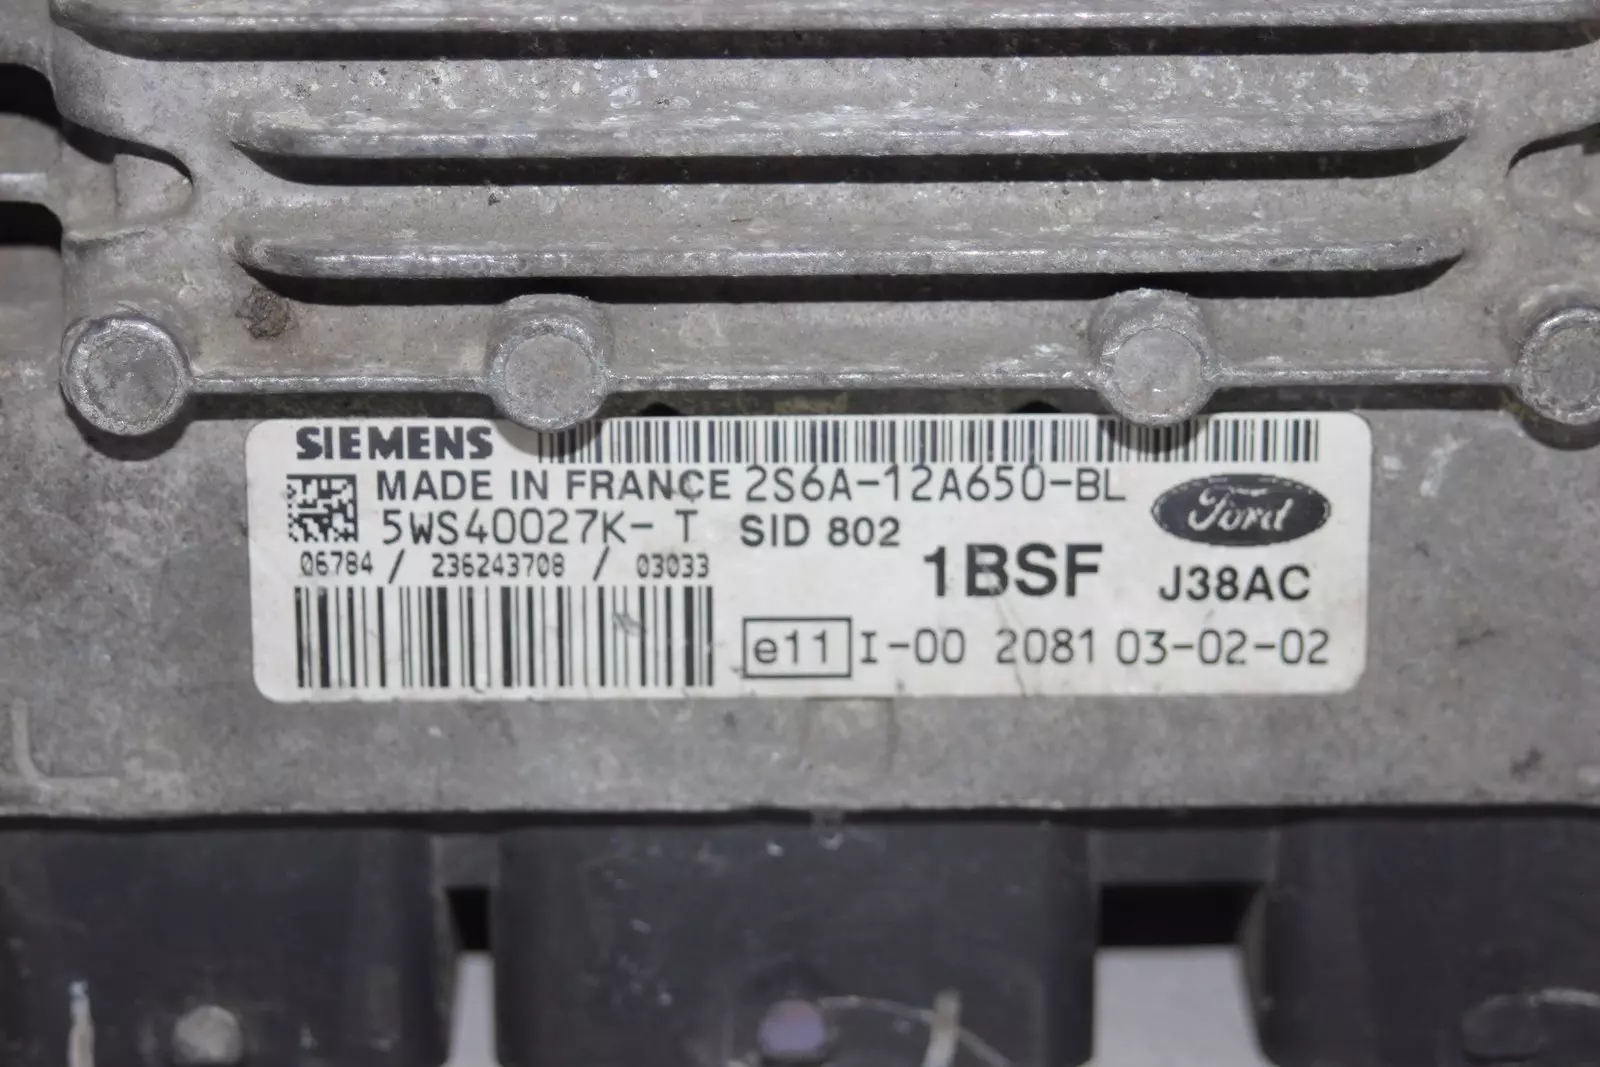 SIEMENS
MADE IN FRANCE 2S6A-12A650-BL
5WS40027K-T SID 802
Ford
06784 / 236243708 / 03033
1BSF J38AC
e11 I-00 2081 03-02-02